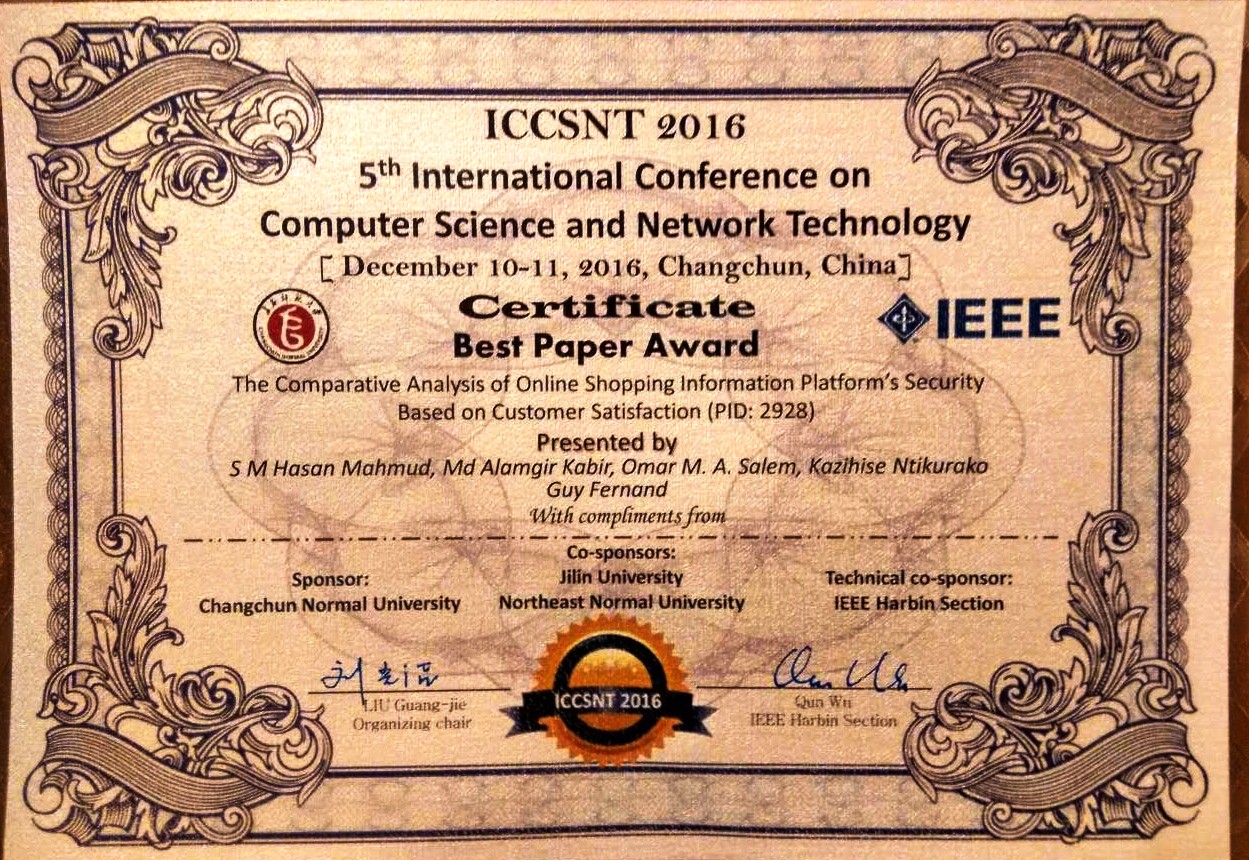 ICCSNT 2016
5th International Conference on
Computer Science and Network Technology
[ December 10-11, 2016, Changchun, China]
Certificate
Best Paper Award
IEEE
The Comparative Analysis of Online Shopping Information Platform's Security
Based on Customer Satisfaction (PID: 2928)
Presented by
S M Hasan Mahmud, Md Alamgir Kabir, Omar M. A. Salem, Kazihise Ntikurako
Guy Fernand
With compliments from
Sponsor:
Changchun Normal University
Co-sponsors:
Jilin University
Northeast Normal University
Technical co-sponsor:
IEEE Harbin Section
LIU Guang-jie
Organizing chair
ICCSNT 2016
Qun Wu
IEEE Harbin Section